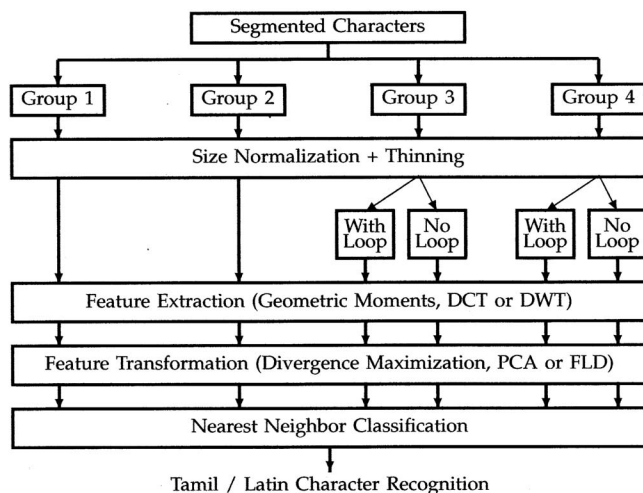 Segmented Characters
Group 1 Group 2 Group 3 Group 4
Size Normalization + Thinning
With Loop No Loop With Loop No Loop
Feature Extraction (Geometric Moments, DCT or DWT)
Feature Transformation (Divergence Maximization, PCA or FLD)
Nearest Neighbor Classification
Tamil / Latin Character Recognition